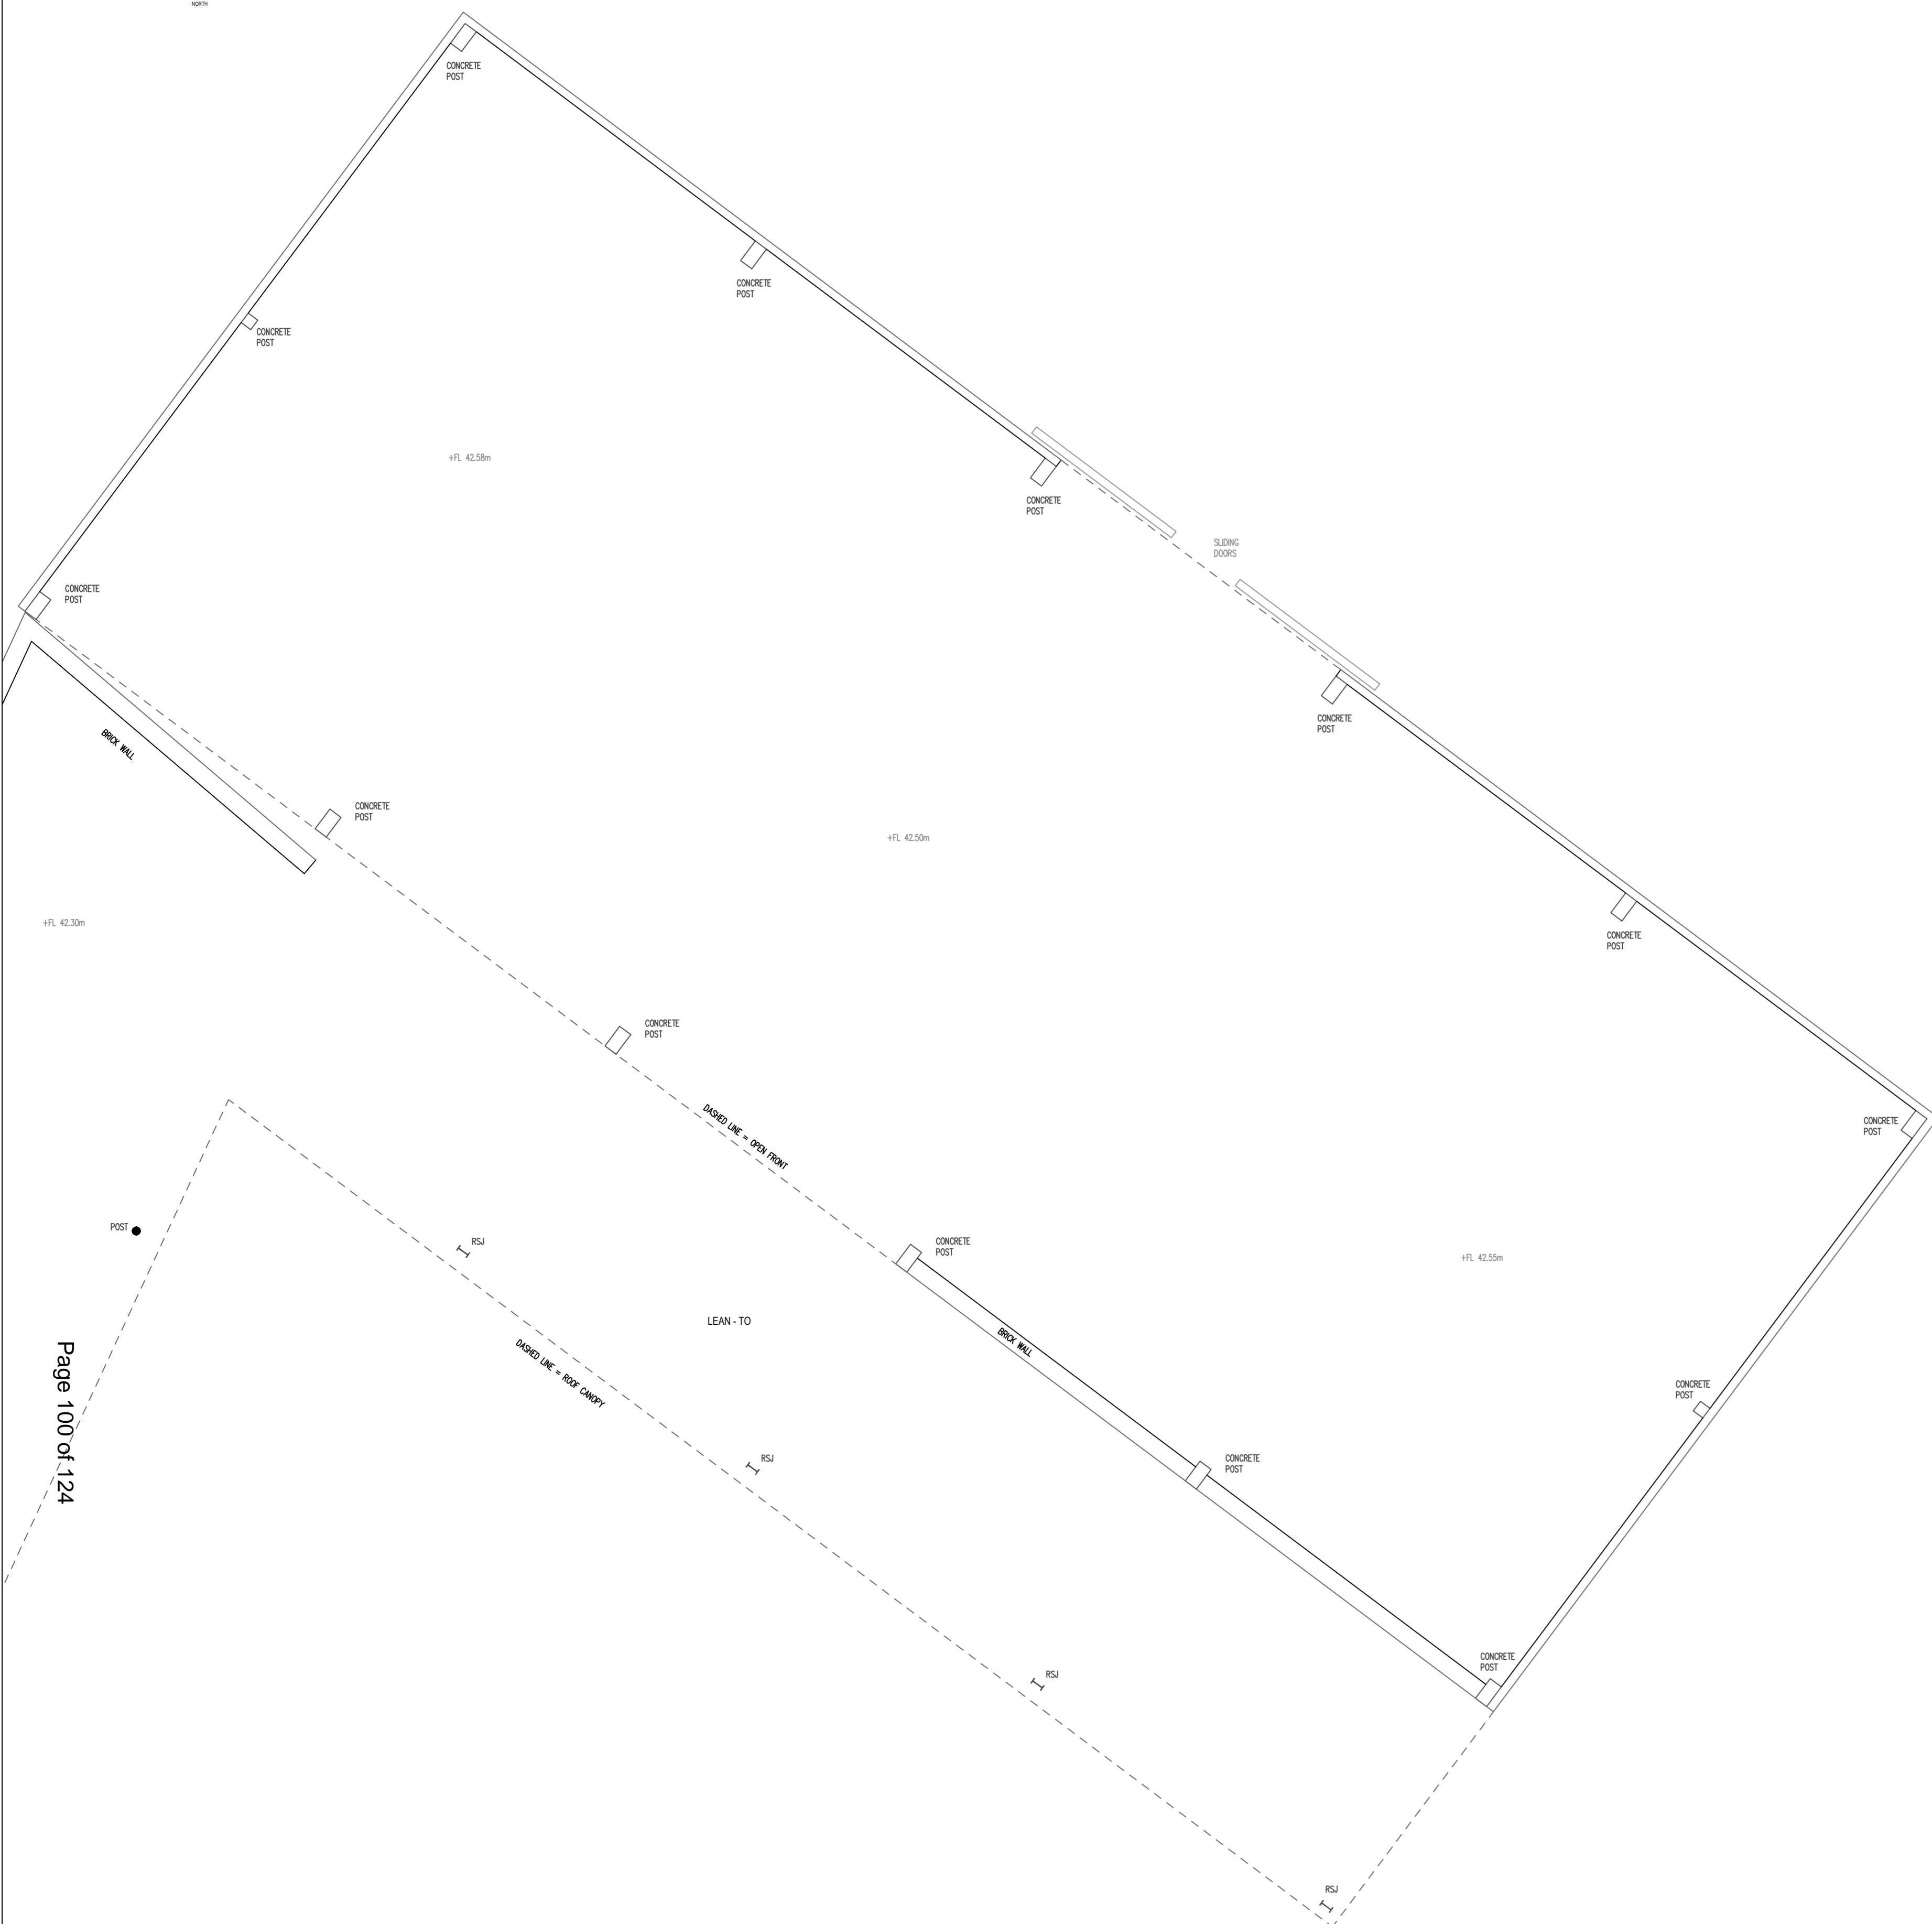 NORTH
CONCRETE
POST
CONCRETE
POST
CONCRETE
POST
+FL 42.58m
CONCRETE
POST
SLIDING
DOORS
CONCRETE
POST
CONCRETE
POST
BRICK WALL
CONCRETE
POST
+FL 42.50m
+FL 42.30m
CONCRETE
POST
CONCRETE
POST
DASHED LINE = OPEN FRONT
CONCRETE
POST
POST
RSJ
CONCRETE
POST
+FL 42.55m
LEAN - TO
BRICK WALL
DASHED LINE = ROOF CANOPY
CONCRETE
POST
Page 100 of 124
RSJ
CONCRETE
POST
RSJ
CONCRETE
POST
RSJ